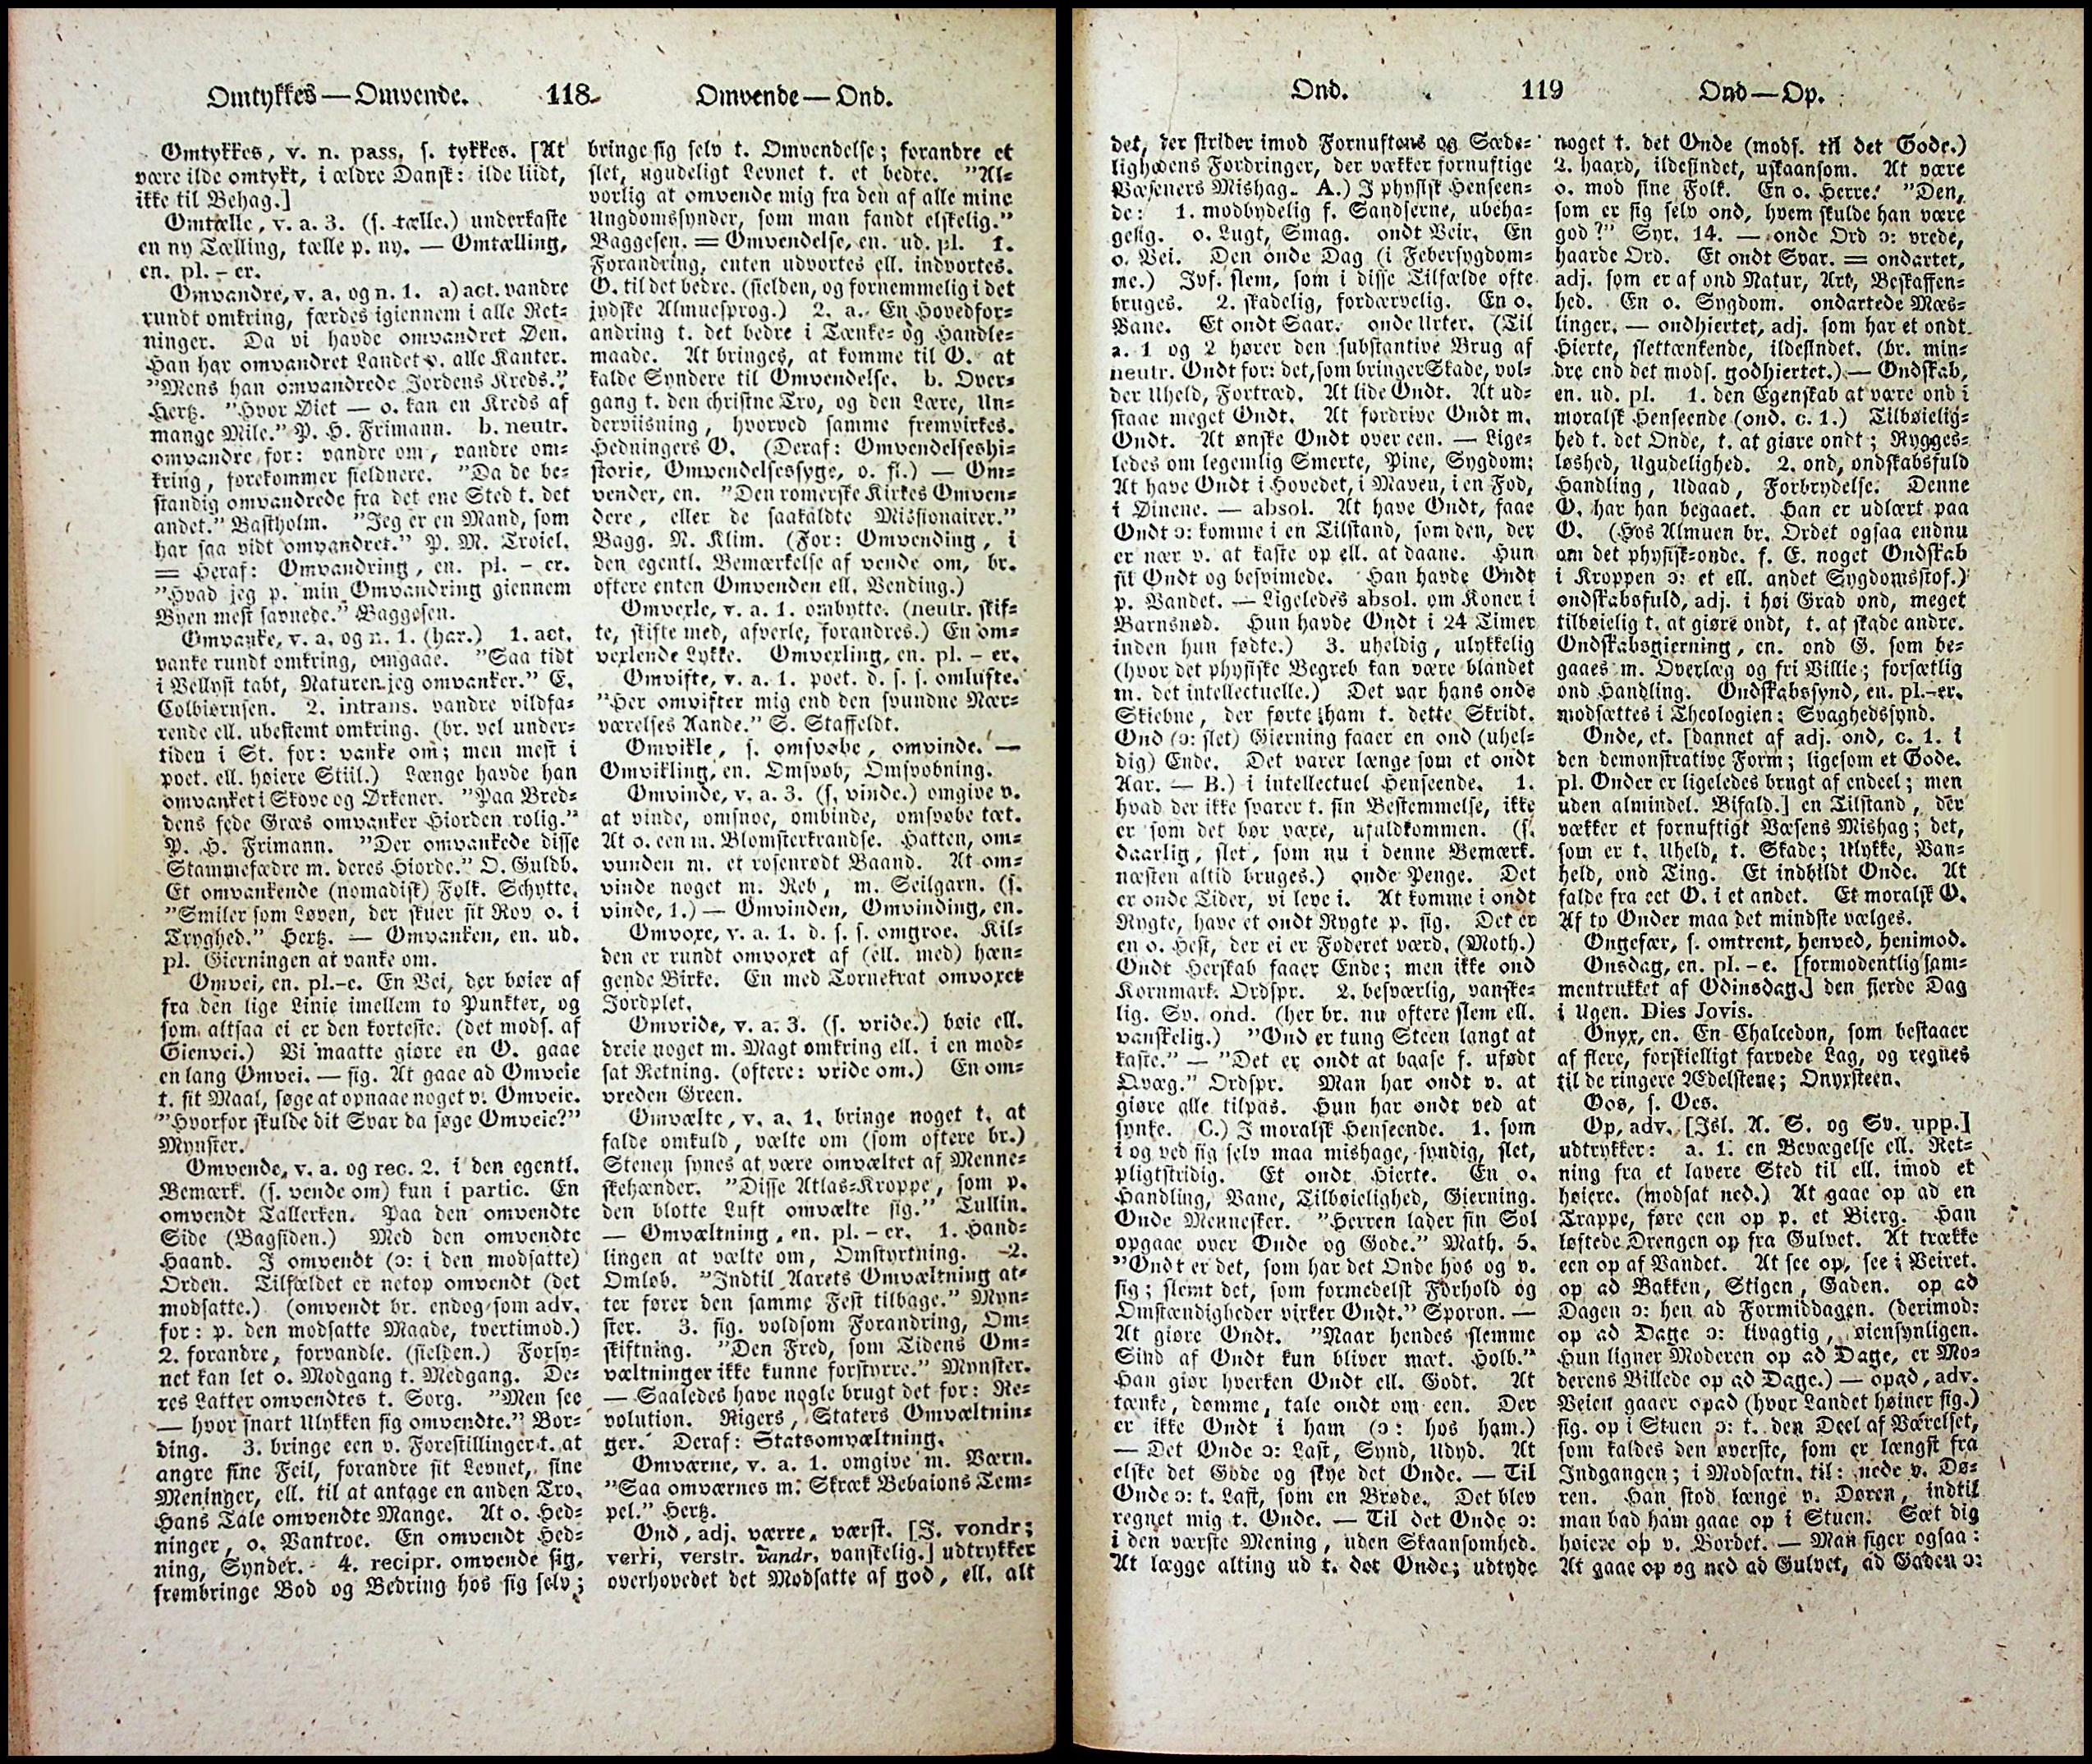 Omtykkes — Omvende. 118. Omvende — Ond.
Omtykkes, v. n. pass. s. tykkes. [At
være ilde omtykt, i ældre Dansk: ilde liidt,
ikke til Behag.]
Omtælle, v. a. 3. (s. tælle.) underkaste
en ny Tælling, tælle p. ny. — Omtælling,
en. pl. – er.
Omvandre, v. a. og n. 1. a) act. vandre
rundt omkring, færdes igiennem i alle Ret-
ninger. Da vi havde omvandret Den.
Han har omvandret Landet p. alle Kanter.
"Mens han omvandrede Jordens Kreds."
Hertz. "Hvor Øiet — o. kan en Kreds af
mange Mile." P. H. Frimann. b. neutr.
omvandre for: vandre om, vandre om-
kring, forekommer sieldnere. "Da de be-
standig omvandrede fra det ene Sted t. det
andet." Bastholm. "Jeg er en Mand, som
har saa vidt omvandret." P. M. Troiel.
= Heraf: Omvandring, en. pl. – er.
"Hvad jeg p. min Omvandring giennem
Byen mest savnede." Baggesen.
Omvanke, v. a. og n. 1. (har.) 1. act.
vanke rundt omkring, omgaae. "Saa tidt
i Vellyst tabt, Naturen jeg omvanker." C.
Colbiørnsen. 2. intrans. vandre vildfa-
rende ell. ubestemt omkring. (br. vel under-
tiden i St. for: vanke om; men mest i
poet. ell. høiere Stiil.) Længe havde han
omvanket i Skove og Ørkener. "Paa Bred-
dens fede Græs omvanker Hiorden rolig."
P. H. Frimann. "Der omvankede disse
Stammefædre m. deres Hiorde." O. Guldb.
Et omvankende (nomadisk) Folk. Schytte.
"Smiler som Løven, der skuer sit Rov o. i
Tryghed." Hertz. — Omvanken, en. ud.
pl. Gierningen at vanke om.
Omvei, en. pl.–e. En Vei, der bøier af
fra den lige Linie imellem to Punkter, og
som altsaa ei er den korteste. (det mods. af
Gienvei.) Vi maatte giøre en O. gaae
en lang Omvei. — fig. At gaae ad Omveie
t. sit Maal, søge at opnaae noget v. Omveie.
"Hvorfor skulde dit Svar da søge Omveie?"
Mynster.
Omvende, v. a. og rec. 2. i den egentl.
Bemærk. (s. vende om) kun i partic. En
omvendt Tallerken. Paa den omvendte
Side (Bagsiden.) Med den omvendte
Haand. I omvendt (ɔ: i den modsatte)
Orden. Tilfældet er netop omvendt (det
modsatte.) (omvendt br. endog som adv.
for: p. den modsatte Maade, tvertimod.)
2. forandre, forvandle. (sielden.) Forsy-
net kan let o. Modgang t. Medgang. De-
res Latter omvendtes t. Sorg. "Men see
— hvor snart Ulykken sig omvendte." Bor-
ding. 3. bringe een v. Forestillinger t. at
angre sine Feil, forandre sit Levnet, sine
Meninger, ell. til at antage en anden Tro.
Hans Tale omvendte Mange. At o. Hed-
ninger, o. Vantroe. En omvendt Hed-
ning, Synder. 4. recipr. omvende sig,
frembringe Bod og Bedring hos sig selv;
bringe sig selv t. Omvendelse; forandre et
slet, ugudeligt Levnet t. et bedre. "Al-
vorlig at omvende mig fra den af alle mine
Ungdomssynder, som man fandt elskelig."
Baggesen. = Omvendelse, en. ud. pl. 1.
Forandring, enten udvortes ell. indvortes.
O. til det bedre. (sielden, og fornemmelig i det
jydske Almuesprog.) 2. a. En Hovedfor-
andring t. det bedre i Tænke- og Handle-
maade. At bringes, at komme til O. at
kalde Syndere til Omvendelse. b. Over-
gang t. den christne Tro, og den Lære, Un-
derviisning, hvorved samme fremvirkes.
Hedningers O. (Deraf: Omvendelseshi-
storie, Omvendelsessyge, o. fl.) — Om-
vender, en. "Den romerske Kirkes Omven-
dere, eller de saakaldte Missionairer."
Bagg. N. Klim. (For: Omvending, i
den egentl. Bemærkelse af vende om, br.
oftere enten Omvenden ell. Vending.)
Omverle, v. a. 1. ombytte. (neutr. skif-
te, skifte med, afverle, forandres.) En om-
vexlende Lykke. Omvexling, en. pl. – er.
Omvifte, v. a. 1. poet. d. s. s. omlufte.
"Her omvifter mig end den svundne Nær-
værelses Aande." S. Staffeldt.
Omvikle, s. omsvøbe, omvinde. —
Omvikling, en. Omsvøb, Omsvøbning.
Omvinde, v. a. 3. (s. vinde.) omgive v.
at vinde, omsnoe, ombinde, omsvøbe tæt.
At o. een m. Blomsterkrandse. Hatten, om-
vunden m. et rosenrødt Baand. At om-
vinde noget m. Reb, m. Seilgarn. (s.
vinde, 1.) — Omvinden, Omvinding, en.
Omvoxe, v. a. 1. d. s. s. omgroe. Kil-
den er rundt omvoxet af (ell. med) hæn-
gende Birke. En med Tornekrat omvoxet
Jordplet.
Omvride, v. a. 3. (s. vride.) bøie ell.
dreie noget m. Magt omkring ell. i en mod-
sat Retning. (oftere: vride om.) En om-
vreden Green.
Omvælte, v. a. 1. bringe noget t. at
falde omkuld, vælte om (som oftere br.)
Stenen synes at være omvæltet af Menne-
skehænder. "Disse Atlas-Kroppe, som p.
den blotte Luft omvælte sig." Tullin.
— Omvæltning, en. pl. – er. 1. Hand-
lingen at vælte om, Omstyrtning. 2.
Omløb. "Indtil Aarets Omvæltning at-
ter fører den samme Fest tilbage." Myn-
ster. 3. fig. voldsom Forandring, Om-
skiftning. "Den Fred, som Tidens Om-
væltninger ikke kunne forstyrre." Mynster.
— Saaledes have nogle brugt det for: Re-
volution. Rigers, Staters Omvæltnin-
ger. Deraf: Statsomvæltning.
Omværne, v. a. 1. omgive m. Værn.
"Saa omværnes m. Skræk Bebaions Tem-
pel." Hertz.
Ond, adj. værre, værst. [J. vondr;
verri, verstr. vandr, vanskelig.] udtrykker
overhovedet det Modsatte af god, ell. alt
Ond. 119 Ond — Op.
det, der strider imod Fornuftens og Sæde-
lighedens Fordringer, der vækker fornuftige
Væseners Mishag. A.) I physisk Henseen-
de: 1. modbydelig f. Sandserne, ubeha-
gelig. o. Lugt, Smag. ondt Veir. En
o. Vei. Den onde Dag (i Febersygdom-
me.) Jvf. slem, som i disse Tilfælde ofte
bruges. 2. skadelig, fordærvelig. En o.
Vane. Et ondt Saar. onde Urter. (Til
a. 1 og 2 hører den substantive Brug af
neutr. Ondt for: det, som bringer Skade, vol-
der Uheld, Fortræd. At lide Ondt. At ud-
staae meget Ondt. At fordrive Ondt m.
Ondt. At ønske Ondt over een. — Lige-
ledes om legemlig Smerte, Pine, Sygdom:
At have Ondt i Hovedet, i Maven, i en Fod,
i Øinene. — absol. At have Ondt, faae
Ondt ɔ: komme i en Tilstand, som den, der
er nær v. at kaste op ell. at daane. Hun
fik Ondt og besvimede. Han havde Ondt
p. Vandet. — Ligeledes absol. om Koner i
Barnsnød. Hun havde Ondt i 24 Timer
inden hun fødte.) 3. uheldig, ulykkelig
(hvor det physiske Begreb kan være blandet
m. det intellectuelle.) Det var hans onde
Skiebne, der førte ham t. dette Skridt.
Ond (ɔ: slet) Gierning faaer en ond (uhel-
dig) Ende. Det varer længe som et ondt
Aar. — B.) i intellectuel Henseende. 1.
hvad der ikke svarer t. sin Bestemmelse, ikke
er som det bør være, ufuldkommen. (s.
daarlig, slet, som nu i denne Bemærk.
næsten altid bruges.) onde Penge. Det
er onde Tider, vi leve i. At komme i ondt
Rygte, have et ondt Rygte p. sig. Det er
en o. Hest, der ei er Foderet værd. (Moth.)
Ondt Herskab faaer Ende; men ikke ond
Kornmark. Ordspr. 2. besværlig, vanske-
lig. Sv. ond. (her br. nu oftere slem ell.
vanskelig.) "Ond er tung Steen langt at
kaste." — "Det er ondt at baase f. ufødt
Qvæg." Ordspr. Man har ondt v. at
giøre alle tilpas. Hun har ondt ved at
synke. C.) I moralsk Henseende. 1. som
i og ved sig selv maa mishage, syndig, slet,
pligtstridig. Et ondt Hierte. En o.
Handling, Vane, Tilbøielighed, Gierning.
Onde Mennesker. "Herren lader sin Sol
opgaae over Onde og Gode." Math. 5.
"Ondt er det, som har det Onde hos og v.
sig; slemt det, som formedelst Forhold og
Omstændigheder virker Ondt." Sporon. —
At giøre Ondt. "Naar hendes slemme
Sind af Ondt kun bliver mæt. Holb."
Han giør hverken Ondt ell. Godt. At
tænke, dømme, tale ondt om een. Der
er ikke Ondt i ham (ɔ: hos ham.)
— Det Onde ɔ: Last, Synd, Udyd. At
elske det Gode og skye det Onde. — Til
Onde ɔ: t. Last, som en Brøde. Det blev
regnet mig t. Onde. — Til det Onde ɔ:
i den værste Mening, uden Skaansomhed.
At lægge alting ud t. det Onde; udtyde
noget t. det Onde (mods. til det Gode.)
2. haard, ildesindet, uskaansom. At være
o. mod sine Folk. En o. Herre. "Den,
som er sig selv ond, hvem skulde han være
god?" Syr. 14. — onde Ord ɔ: vrede,
haarde Ord. Et ondt Svar. = ondartet,
adj. som er af ond Natur, Art, Beskaffen-
hed. En o. Sygdom. ondartede Mæs-
linger. — ondhiertet, adj. som har et ondt
Hierte, slettænkende, ildesindet. (br. min-
dre end det mods. godhiertet.) — Ondskab,
en. ud. pl. 1. den Egenskab at være ond i
moralsk Henseende (ond. c. 1.) Tilbøielig-
hed t. det Onde, t. at giøre ondt; Rygges-
løshed, Ugudelighed. 2. ond, ondskabsfuld
Handling, Udaad, Forbrydelse. Denne
O. har han begaaet. Han er udlært paa
O. (Hos Almuen br. Ordet ogsaa endnu
om det physisk-onde. f. E. noget Ondskab
i Kroppen ɔ: et ell. andet Sygdomsstof.)
ondskabsfuld, adj. i høi Grad ond, meget
tilbøielig t. at giøre ondt, t. at skade andre.
Ondskabsgierning, en. ond G. som be-
gaaes m. Overlæg og fri Villie; forsætlig
ond Handling. Ondskabssynd, en. pl.–er.
modsættes i Theologien: Svaghedssynd.
Onde, et. [dannet af adj. ond, c. 1. i
den demonstrative Form; ligesom et Gode.
pl. Onder er ligeledes brugt af endeel; men
uden almindel. Bifald.] en Tilstand, der
vækker et fornuftigt Væsens Mishag; det,
som er t. Uheld, t. Skade; Ulykke, Van-
held, ond Ting. Et indbildt Onde. At
falde fra eet O. i et andet. Et moralsk O.
Af to Onder maa det mindste vælges.
Ongefær, s. omtrent, henved, henimod.
Onsdag, en. pl. – e. [formodentlig sam-
mentrukket af Odinsdag.] den fierde Dag
i Ugen. Dies Jovis.
Onyx, en. En Chalcedon, som bestaaer
af flere, forskielligt farvede Lag, og regnes
til de ringere Ædelstene; Onyxsteen.
Oos, s. Oes.
Op, adv. [Isl. A. S. og Sv. upp.]
udtrykker: a. 1. en Bevægelse ell. Ret-
ning fra et lavere Sted til ell. imod et
høiere. (modsat ned.) At gaae op ad en
Trappe, føre een op p. et Bierg. Han
løftede Drengen op fra Gulvet. At trække
een op af Vandet. At see op, see i Veiret.
op ad Bakken, Stigen, Gaden. op ad
Dagen ɔ: hen ad Formiddagen. (derimod:
op ad Dage ɔ: livagtig, øiensynligen.
Hun ligner Moderen op ad Dage, er Mo-
derens Billede op ad Dage.) — opad, adv.
Veien gaaer opad (hvor Landet høiner sig.)
fig. op i Stuen ɔ: t. den Deel af Værelset,
som kaldes den øverste, som er længst fra
Indgangen; i Modsætn. til: nede v. Dø-
ren. Han stod længe v. Døren, indtil
man bad ham gaae op i Stuen. Sæt dig
høiere op v. Bordet. — Man siger ogsaa:
At gaae op og ned ad Gulvet, ad Gaden ɔ: